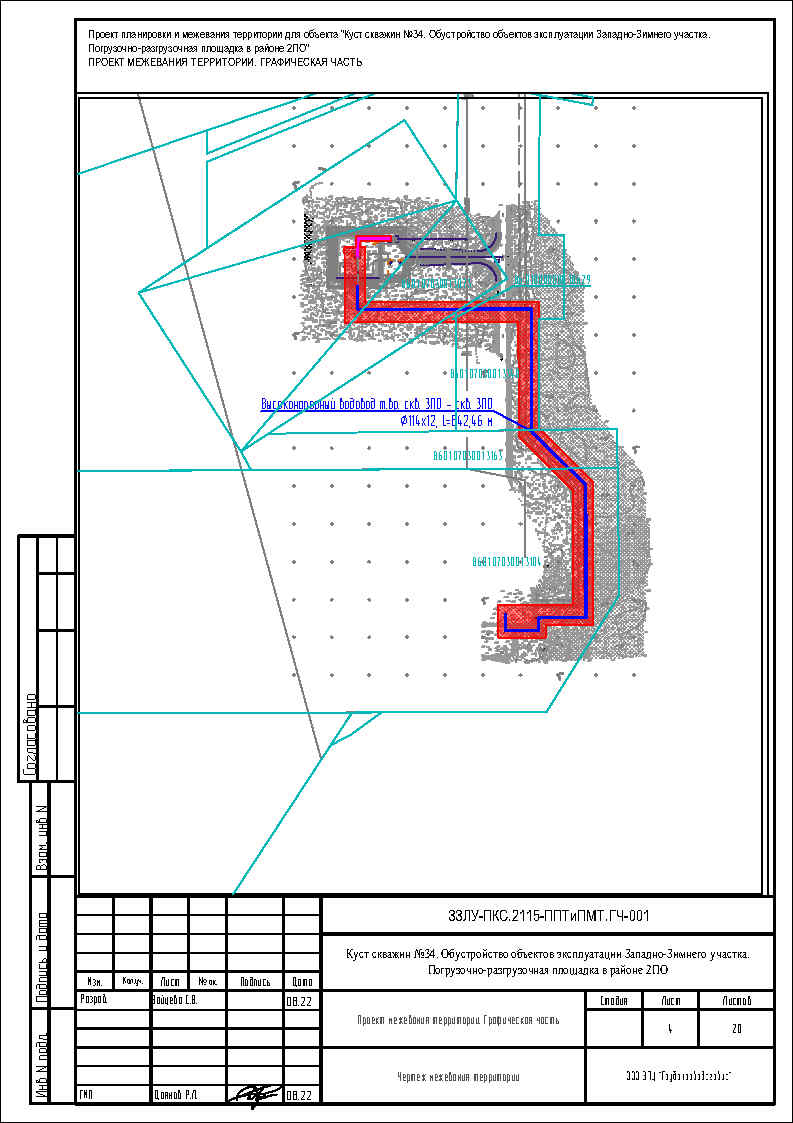 Проект планировки и межевания территории для объекта "Куст скважин №34. Обустройство объектов эксплуатации Западно-Зимнего участка.
Погрузочно-разгрузочная площадка в районе 2ПО"
ПРОЕКТ МЕЖЕВАНИЯ ТЕРРИТОРИИ. ГРАФИЧЕСКАЯ ЧАСТЬ
Высоконапорный водовод т.вр. скв. 3ПО - скв. 3ПО
Ø114x12, L=642,46 м
860107030013163
860107030013104
Согласовано
Взам. инв N
Подпись и дата
Инв N подл.
ЗЗЛУ-ПКС.2115-ППТиПМТ.ГЧ-001
Куст скважин №34. Обустройство объектов эксплуатации Западно-Зимнего участка.
Погрузочно-разгрузочная площадка в районе 2ПО
Изм. Кол.уч. Лист № ок. Подпись Дата
Разраб. Зайцева С.В. 08.22
Проект межевания территории. Графическая часть
Стадия Лист Листов
4 20
Чертеж межевания территории
ГИП 08.22